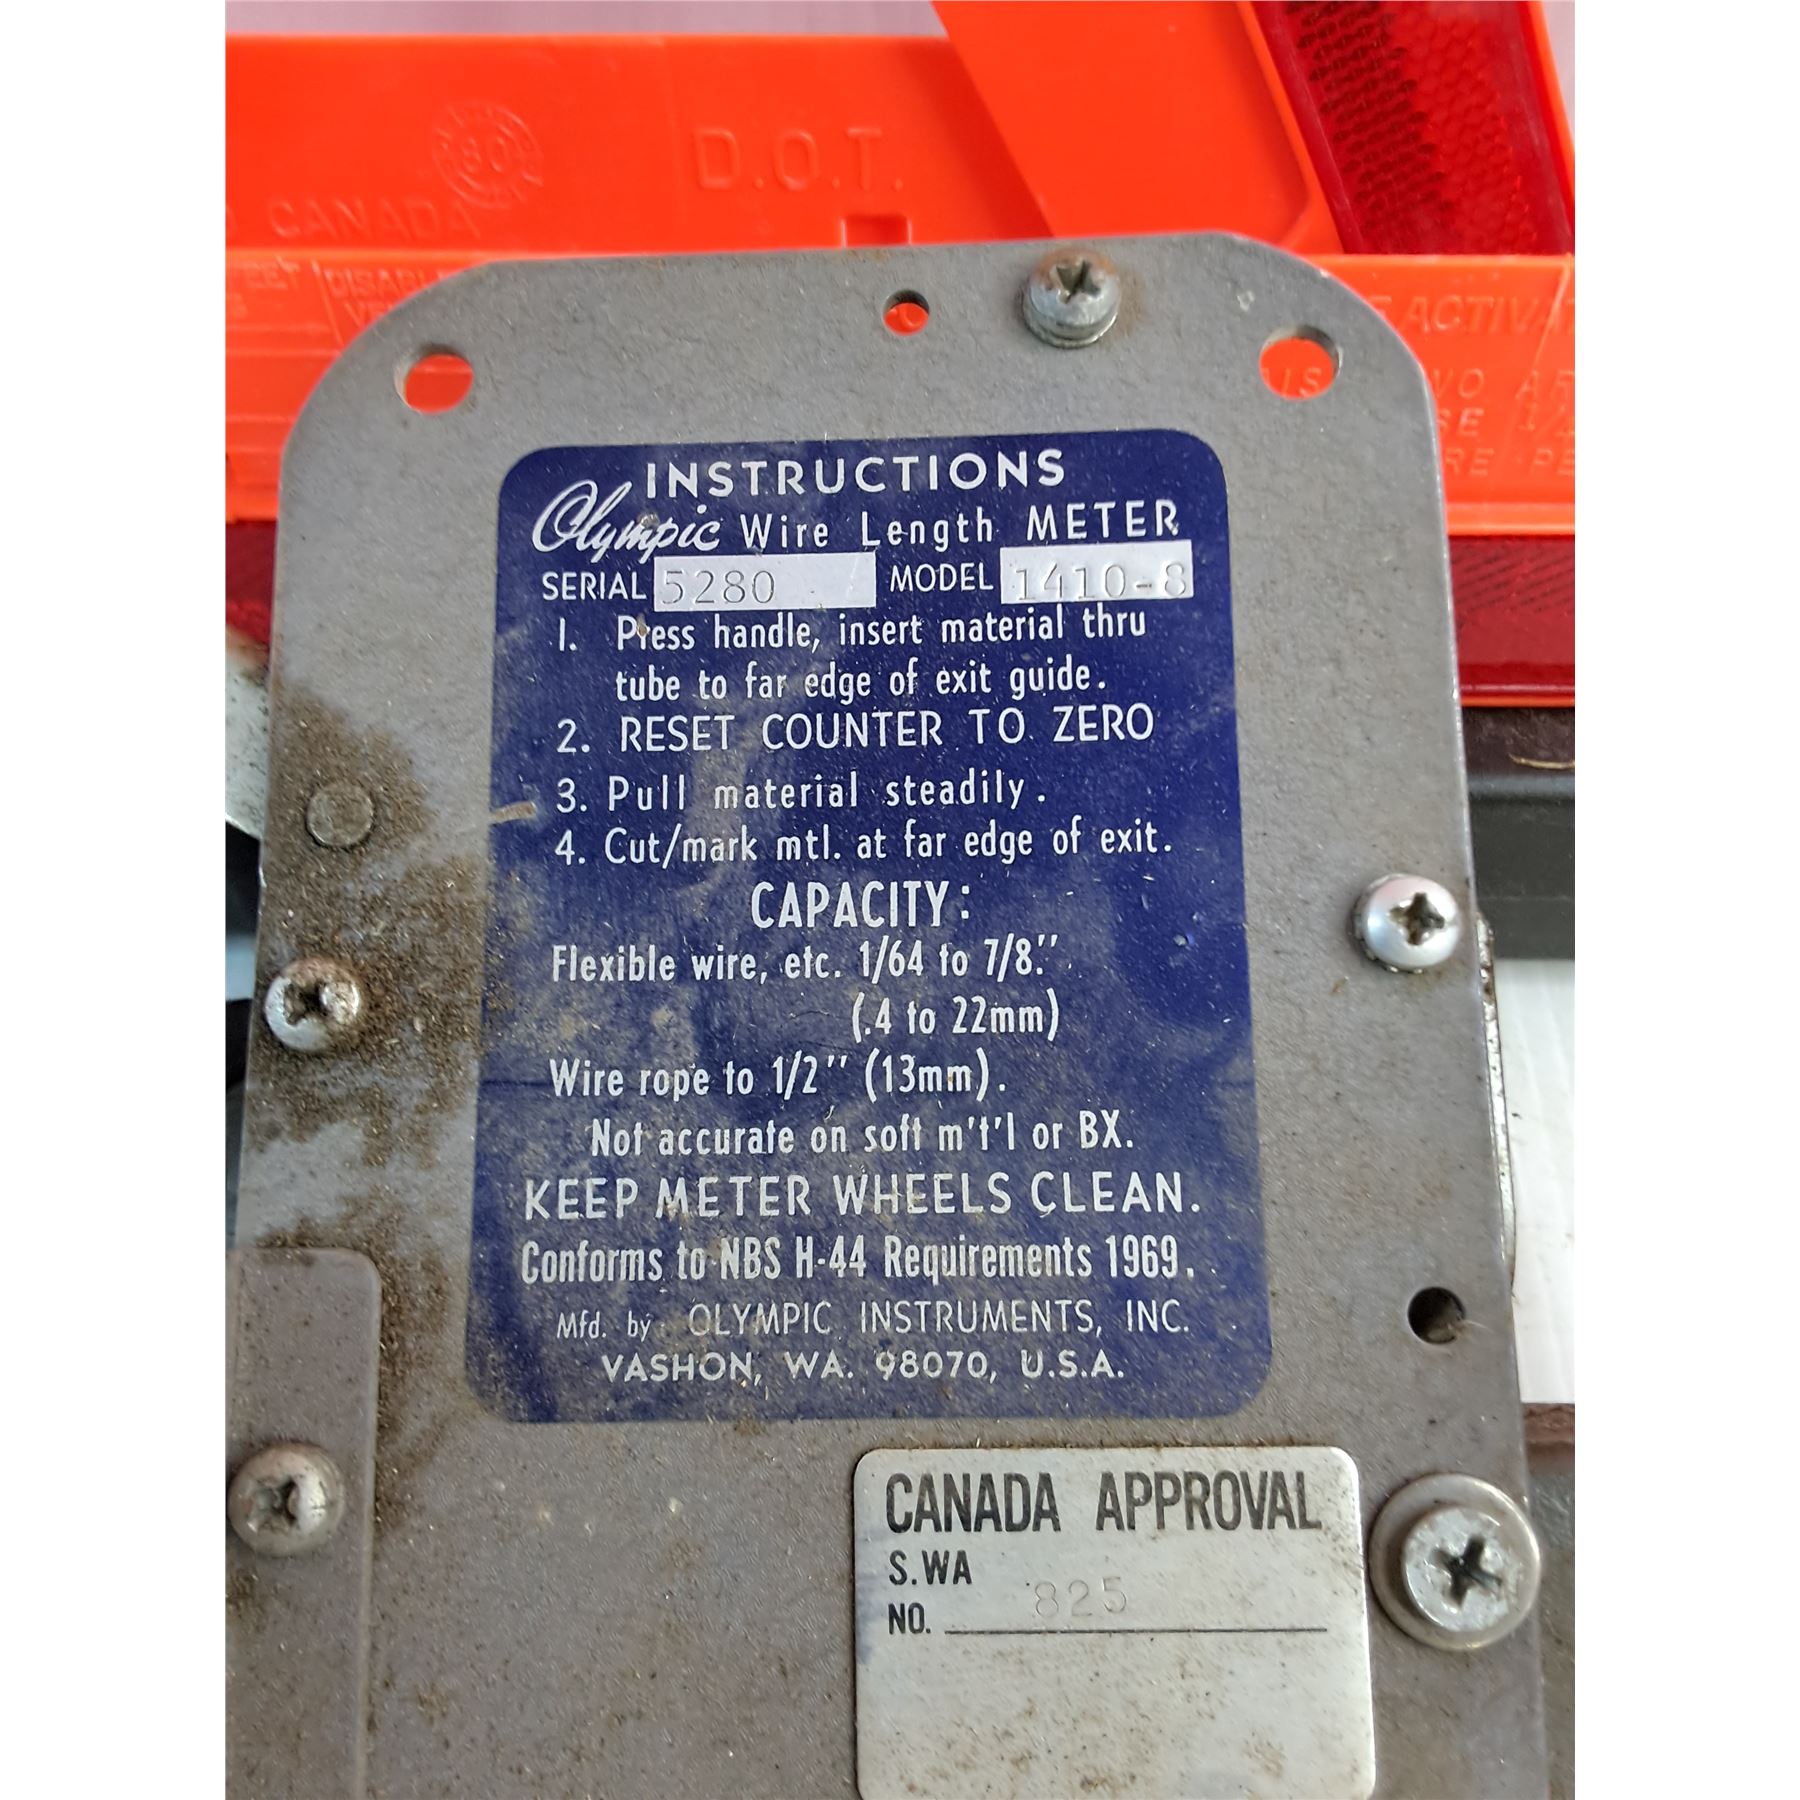 80
D.O.T.
CANADA
ACTIVAT
INSTRUCTIONS
Olympic Wire Length METER
SERIAL 5280 MODEL 1410-8
1. Press handle, insert material thru
tube to far edge of exit guide.
2. RESET COUNTER TO ZERO
3. Pull material steadily.
4. Cut/mark mtl. at far edge of exit.
CAPACITY:
Flexible wire, etc. 1/64 to 7/8."
(.4 to 22mm)
Wire rope to 1/2" (13mm).
Not accurate on soft m't'l or BX.
KEEP METER WHEELS CLEAN.
Conforms to NBS H-44 Requirements 1969.
Mfd. by OLYMPIC INSTRUMENTS, INC.
VASHON, WA. 98070, U.S.A.
CANADA APPROVAL
S.WA
NO. 825